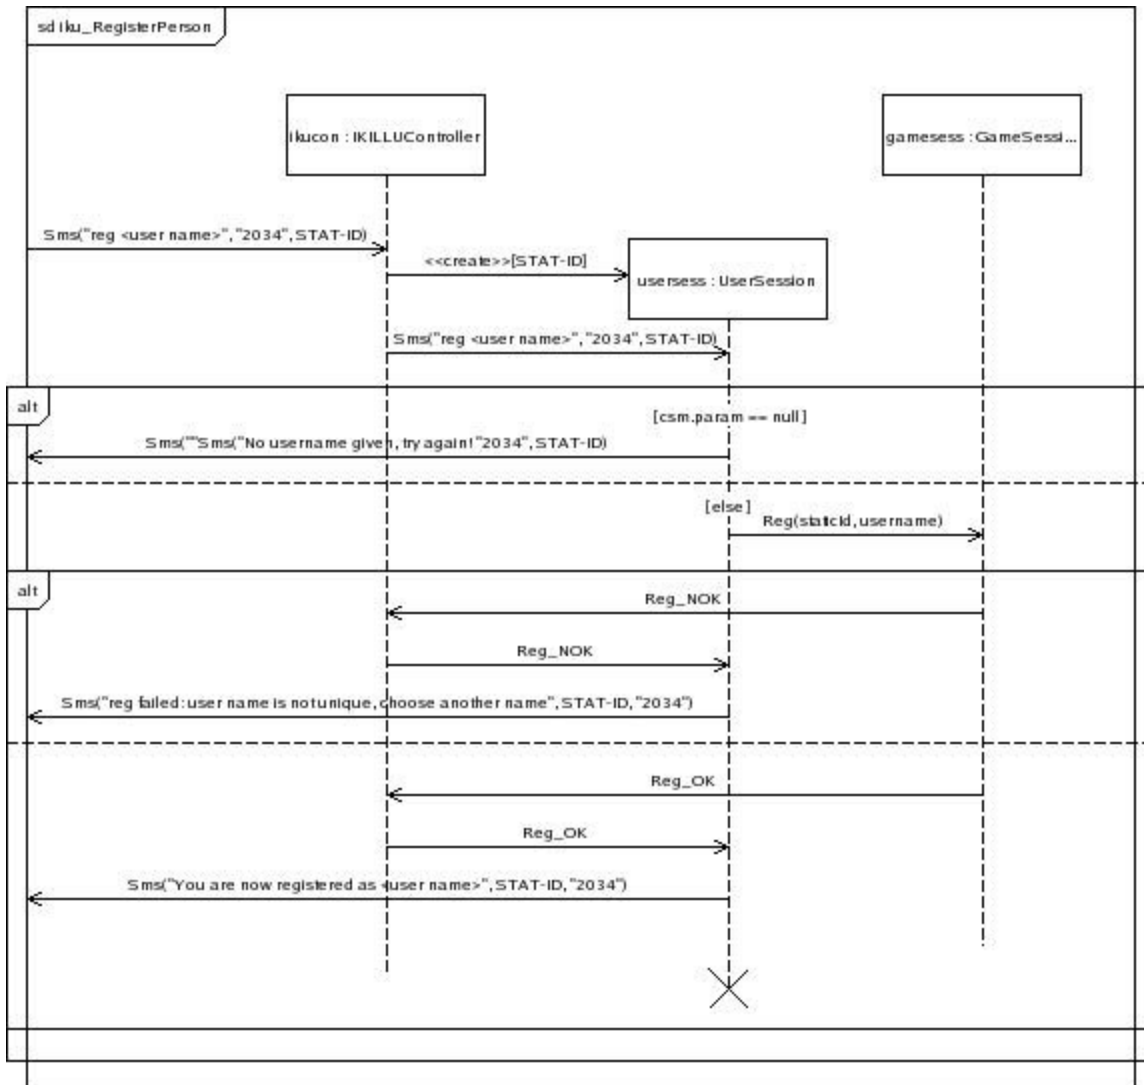 sd iku_RegisterPerson
ikucon : IKILLUController
gamesess : GameSessi...
Sms("reg <user name>", "2034", STAT-ID)
<<create>>[STAT-ID]
usersess : UserSession
Sms("reg <user name>", "2034", STAT-ID)
alt
[csm.param == null]
Sms(""Sms("No username given, try again! "2034", STAT-ID)
[else]
Reg(staticId, username)
alt
Reg_NOK
Reg_NOK
Sms("reg failed: user name is not unique, choose another name", STAT-ID, "2034")
Reg_OK
Reg_OK
Sms("You are now registered as <user name>", STAT-ID, "2034")